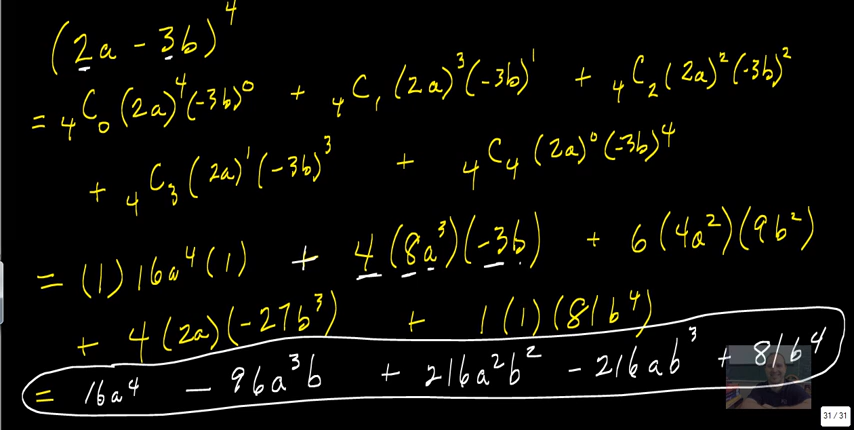 (2a - 3b)⁴
= ₄C₀ (2a)⁴(-3b)⁰ + ₄C₁ (2a)³(-3b)¹ + ₄C₂ (2a)²(-3b)²
+ ₄C₃ (2a)¹(-3b)³ + ₄C₄ (2a)⁰(-3b)⁴
= (1)16a⁴(1) + 4(8a³)(-3b) + 6(4a²)(9b²)
+ 4(2a)(-27b³) + 1(1)(81b⁴)
= 16a⁴ - 96a³b + 216a²b² - 216ab³ + 81b⁴
31 / 31